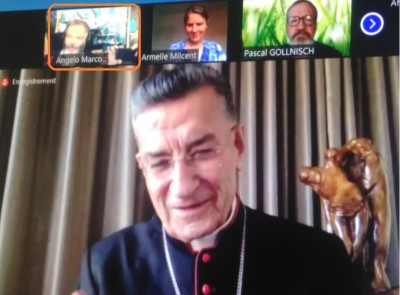 Angelo Marco...
Armelle Milcent
Pascal GOLLNISCH
Enregistrement